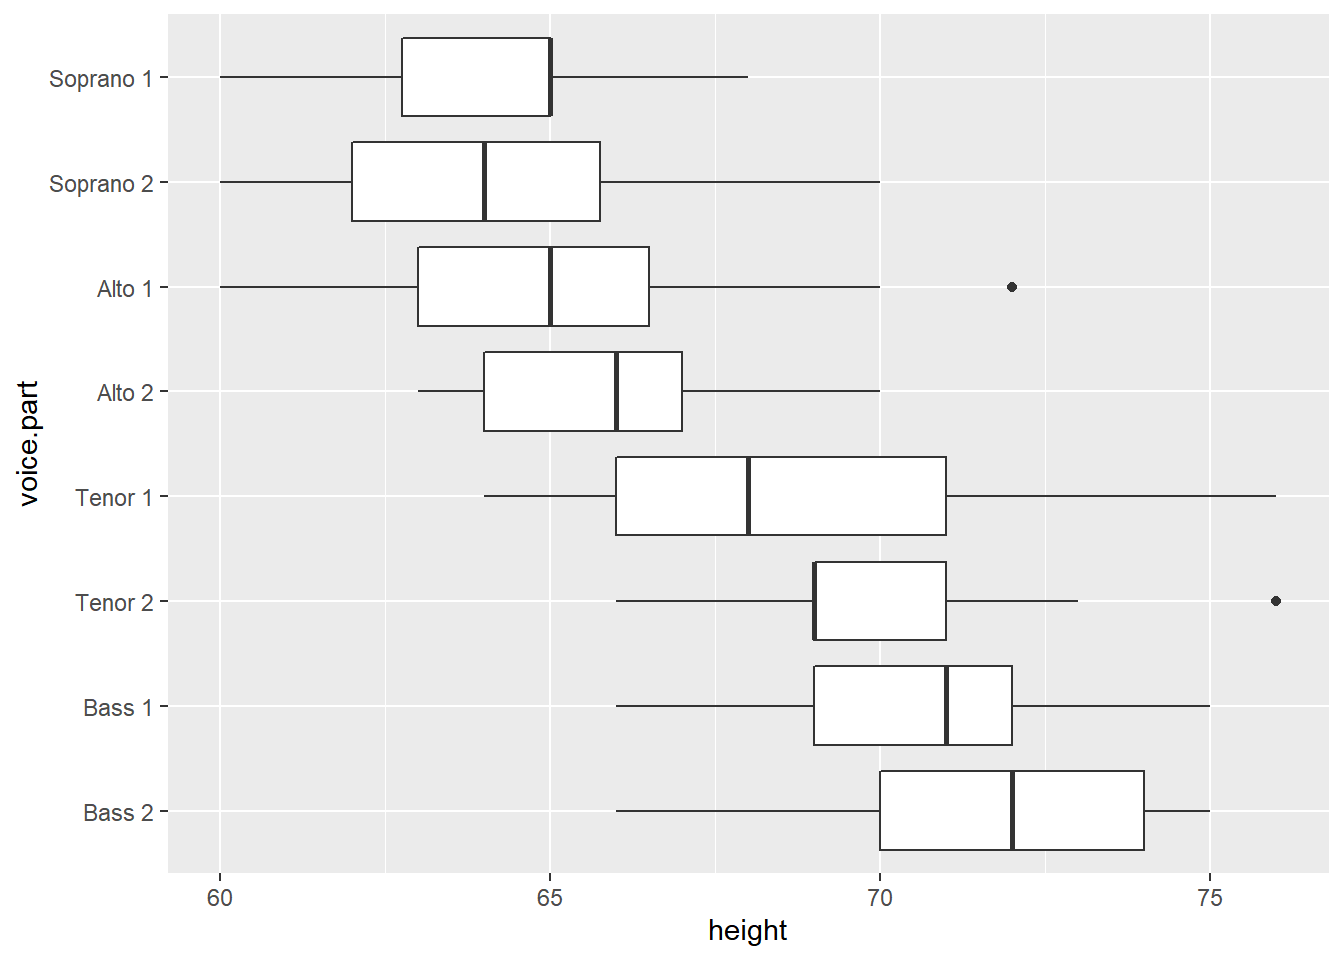 Soprano 1
Soprano 2
Alto 1
Alto 2
Tenor 1
Tenor 2
Bass 1
Bass 2
voice.part
60 65 70 75
height